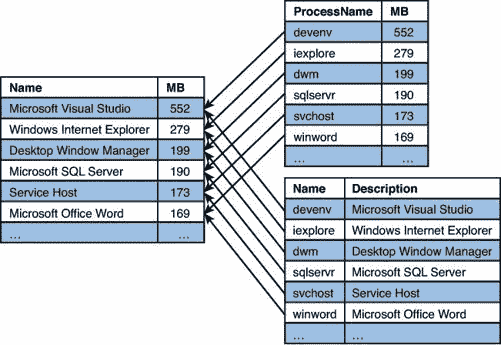 Name MB
Microsoft Visual Studio 552
Windows Internet Explorer 279
Desktop Window Manager 199
Microsoft SQL Server 190
Service Host 173
Microsoft Office Word 169
... ...
ProcessName MB
devenv 552
iexplore 279
dwm 199
sqlservr 190
svchost 173
winword 169
... ...
Name Description
devenv Microsoft Visual Studio
iexplore Windows Internet Explorer
dwm Desktop Window Manager
sqlservr Microsoft SQL Server
svchost Service Host
winword Microsoft Office Word
... ...